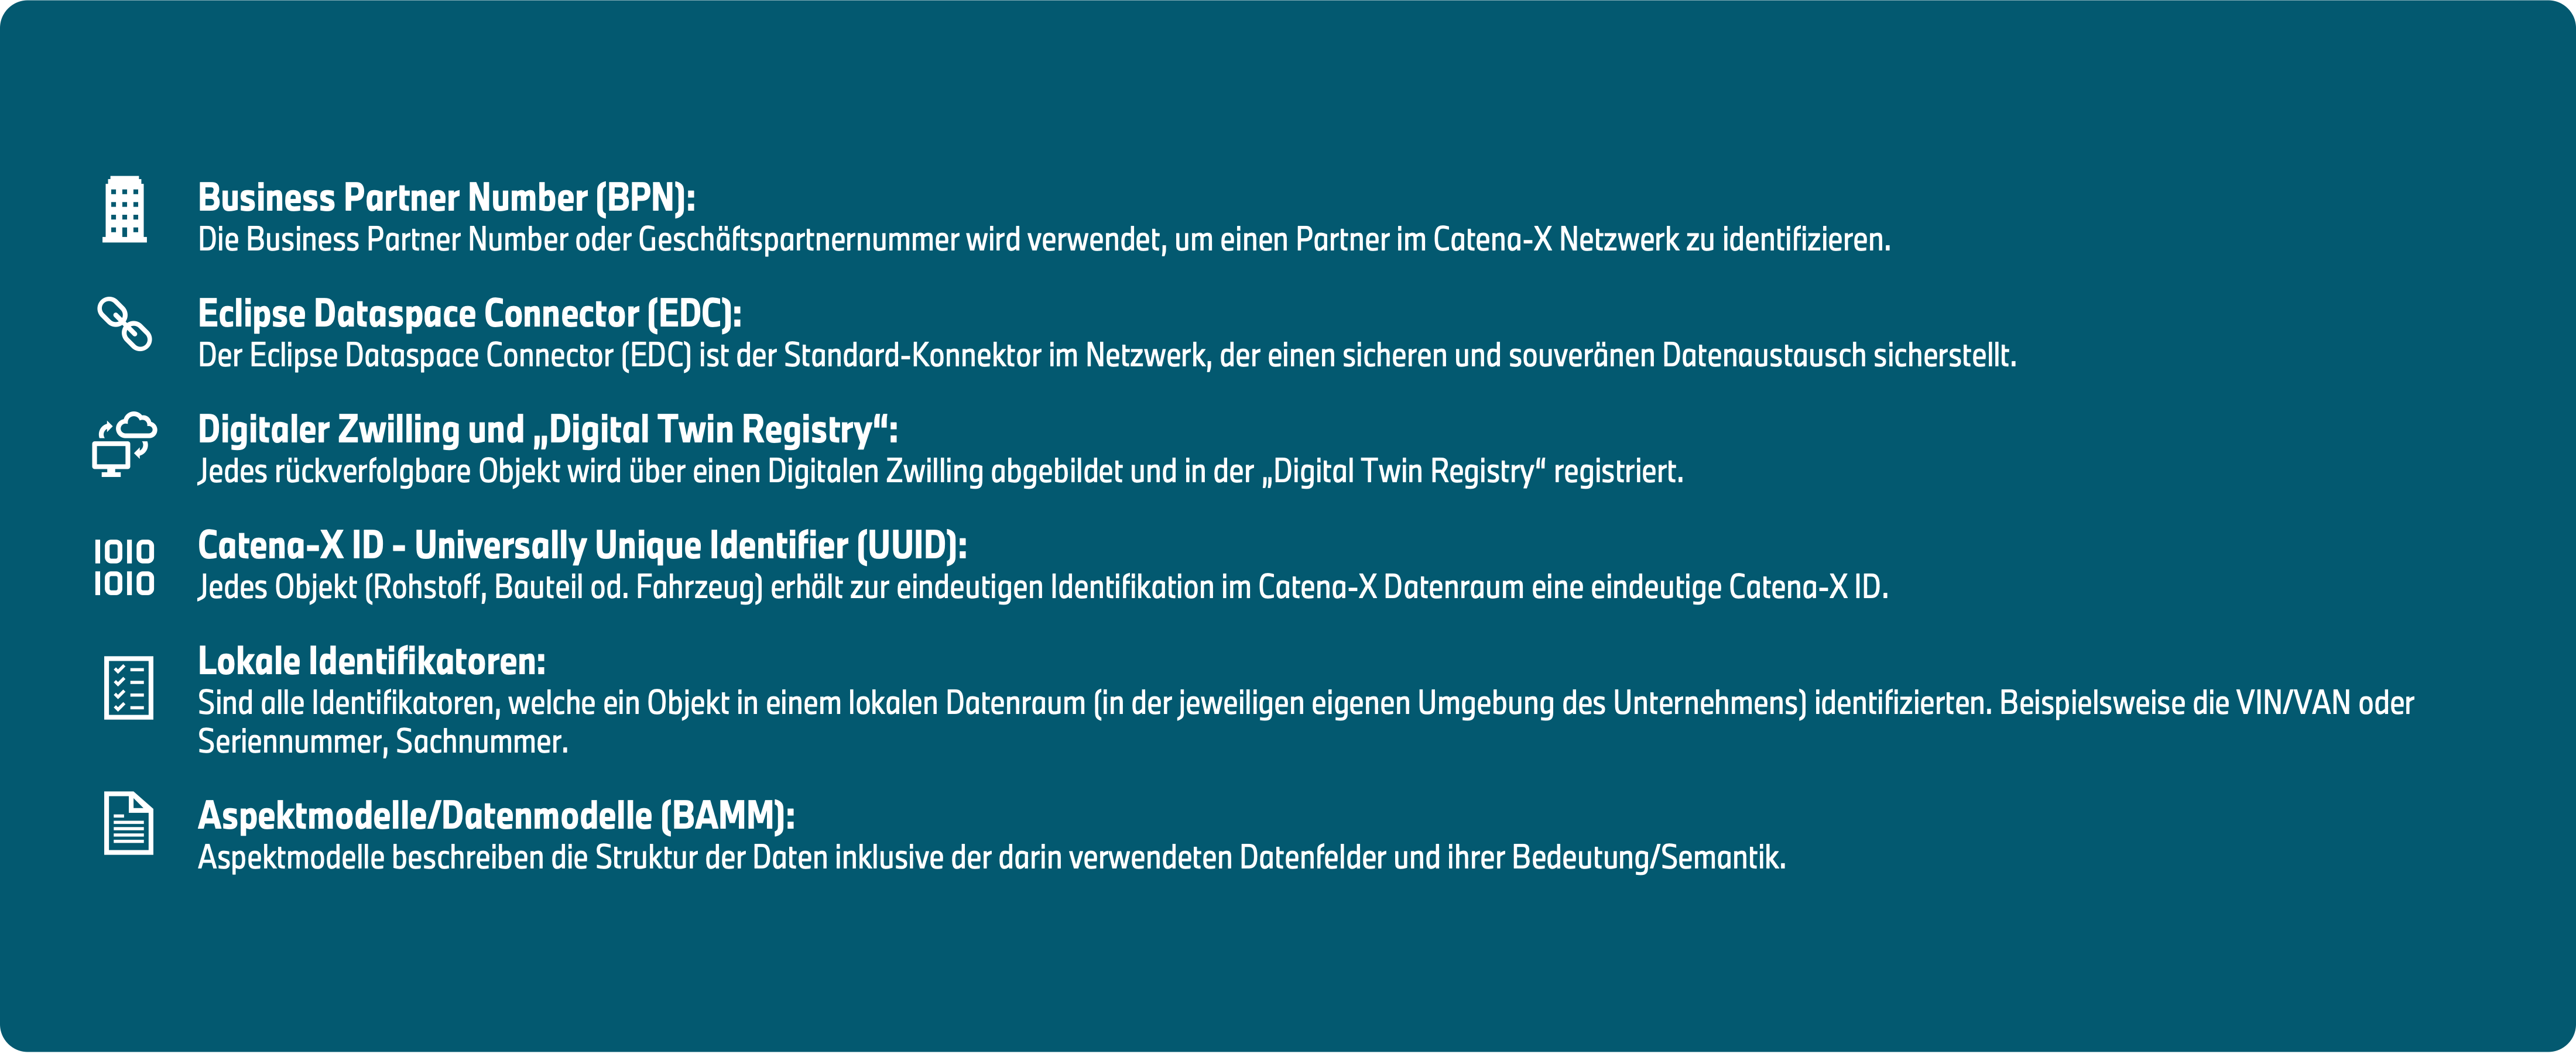 Business Partner Number (BPN):
Die Business Partner Number oder Geschäftspartnernummer wird verwendet, um einen Partner im Catena-X Netzwerk zu identifizieren.
Eclipse Dataspace Connector (EDC):
Der Eclipse Dataspace Connector (EDC) ist der Standard-Konnektor im Netzwerk, der einen sicheren und souveränen Datenaustausch sicherstellt.
Digitaler Zwilling und „Digital Twin Registry“:
Jedes rückverfolgbare Objekt wird über einen Digitalen Zwilling abgebildet und in der „Digital Twin Registry“ registriert.
1010
1010
Catena-X ID - Universally Unique Identifier (UUID):
Jedes Objekt (Rohstoff, Bauteil od. Fahrzeug) erhält zur eindeutigen Identifikation im Catena-X Datenraum eine eindeutige Catena-X ID.
Lokale Identifikatoren:
Sind alle Identifikatoren, welche ein Objekt in einem lokalen Datenraum (in der jeweiligen eigenen Umgebung des Unternehmens) identifizierten. Beispielsweise die VIN/VAN oder
Seriennummer, Sachnummer.
Aspektmodelle/Datenmodelle (BAMM):
Aspektmodelle beschreiben die Struktur der Daten inklusive der darin verwendeten Datenfelder und ihrer Bedeutung/Semantik.